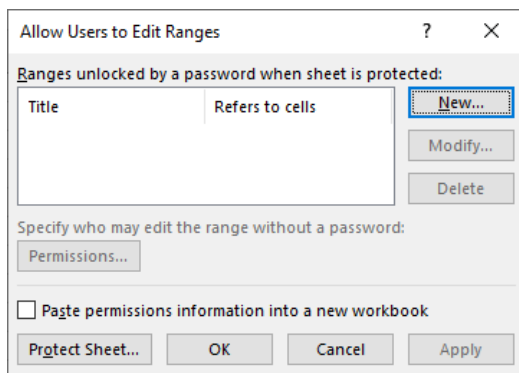 Allow Users to Edit Ranges ?
Ranges unlocked by a password when sheet is protected:
Title Refers to cells New...
Modify...
Delete
Specify who may edit the range without a password:
Permissions...
Paste permissions information into a new workbook
Protect Sheet... OK Cancel Apply